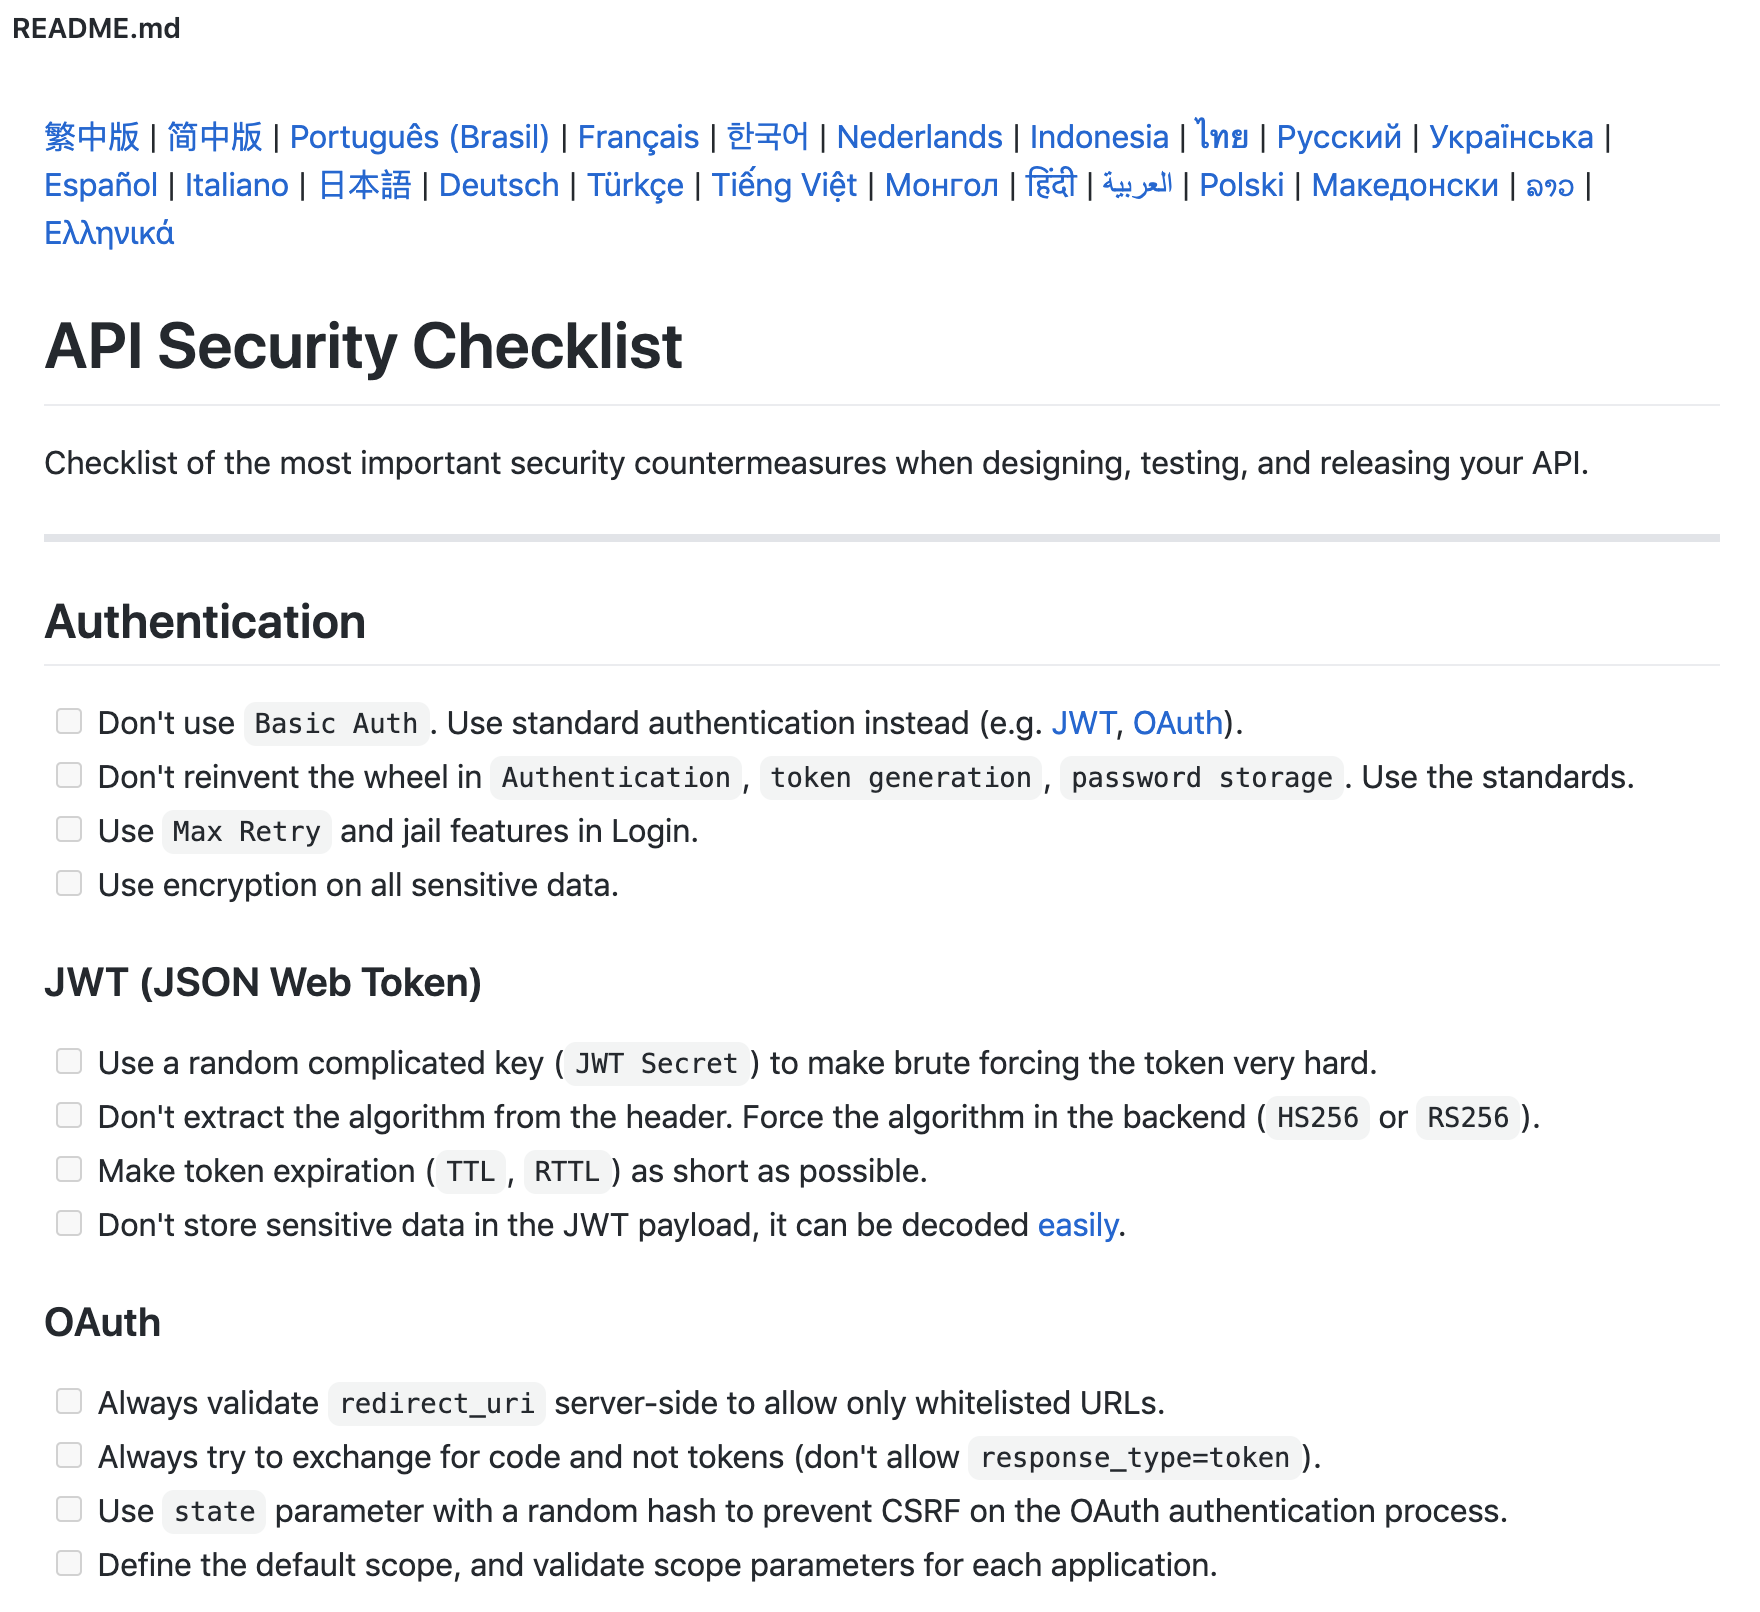 README.md
繁中版 | 简中版 | Português (Brasil) | Français | 한국어 | Nederlands | Indonesia | ไทย | Русский | Українська |
Español | Italiano | 日本語 | Deutsch | Türkçe | Tiếng Việt | Монгол | हिंदी | العربية | Polski | Македонски | ລາວ |
Ελληνικά
API Security Checklist
Checklist of the most important security countermeasures when designing, testing, and releasing your API.
Authentication
Don't use Basic Auth. Use standard authentication instead (e.g. JWT, OAuth).
Don't reinvent the wheel in Authentication, token generation, password storage. Use the standards.
Use Max Retry and jail features in Login.
Use encryption on all sensitive data.
JWT (JSON Web Token)
Use a random complicated key (JWT Secret) to make brute forcing the token very hard.
Don't extract the algorithm from the header. Force the algorithm in the backend (HS256 or RS256).
Make token expiration (TTL, RTTL) as short as possible.
Don't store sensitive data in the JWT payload, it can be decoded easily.
OAuth
Always validate redirect_uri server-side to allow only whitelisted URLs.
Always try to exchange for code and not tokens (don't allow response_type=token).
Use state parameter with a random hash to prevent CSRF on the OAuth authentication process.
Define the default scope, and validate scope parameters for each application.